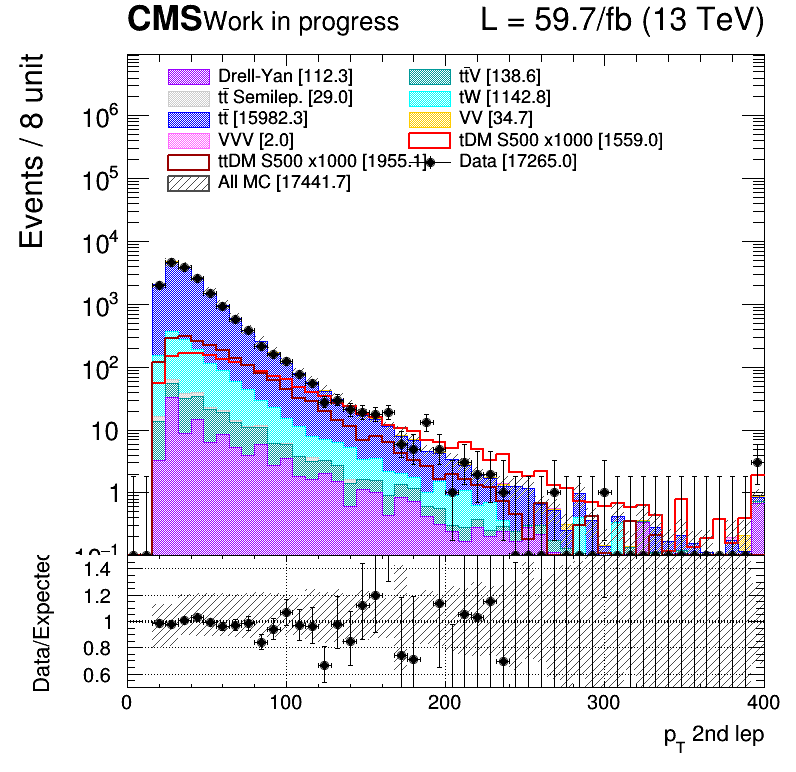 CMS Work in progress L = 59.7/fb (13 TeV)
Events / 8 unit
Drell-Yan [112.3]
tt̄V [138.6]
tt̄ Semilep. [29.0]
tW [1142.8]
tt̄ [15982.3]
VV [34.7]
VVV [2.0]
tDM S500 x1000 [1559.0]
ttDM S500 x1000 [1955.1]
Data [17265.0]
All MC [17441.7]
10⁶
10⁵
10⁴
10³
10²
10
1
10⁻¹
Data/Expected
1.4
1.2
1
0.8
0.6
0 100 200 300 400
p_T 2nd lep